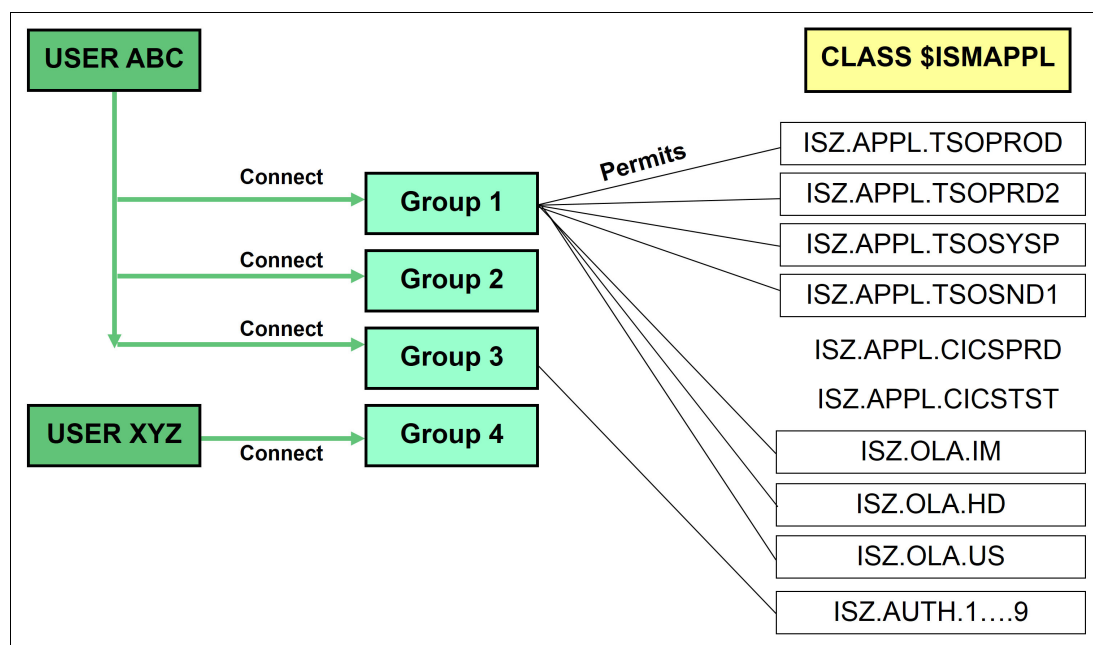 USER ABC
CLASS $ISMAPPL
Permits
ISZ.APPL.TSOPROD
Connect
Group 1
ISZ.APPL.TSOPRD2
ISZ.APPL.TSOSYSP
Connect
Group 2
ISZ.APPL.TSOSND1
Connect
Group 3
ISZ.APPL.CICSPRD
ISZ.APPL.CICSTST
USER XYZ
Connect
Group 4
ISZ.OLA.IM
ISZ.OLA.HD
ISZ.OLA.US
ISZ.AUTH.1….9